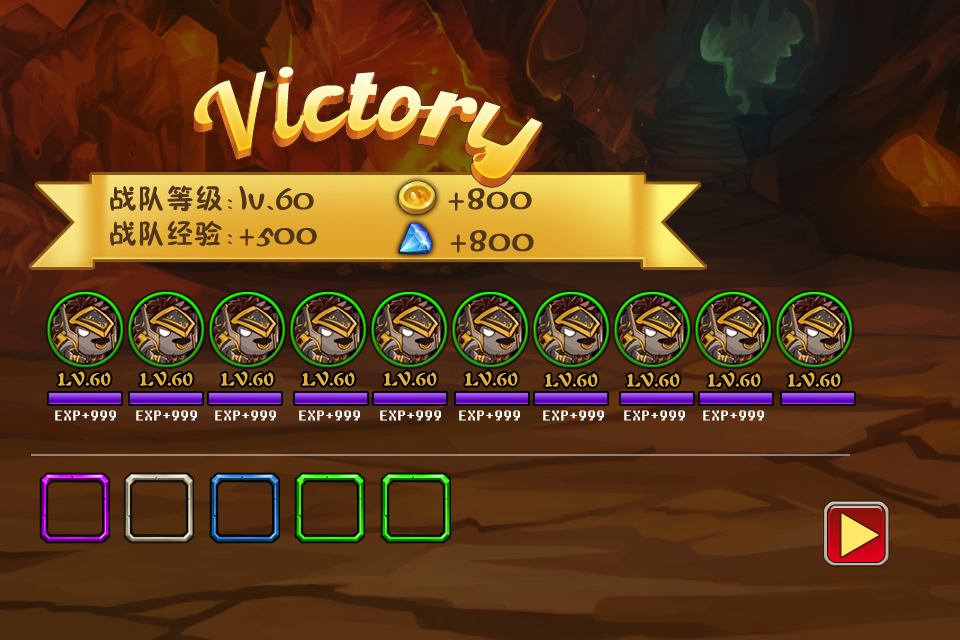 Victory
战队等级:lv.60 +800
战队经验:+500 +800
LV.60 LV.60 LV.60 LV.60 LV.60 LV.60 LV.60 LV.60 LV.60 LV.60
EXP+999 EXP+999 EXP+999 EXP+999 EXP+999 EXP+999 EXP+999 EXP+999 EXP+999